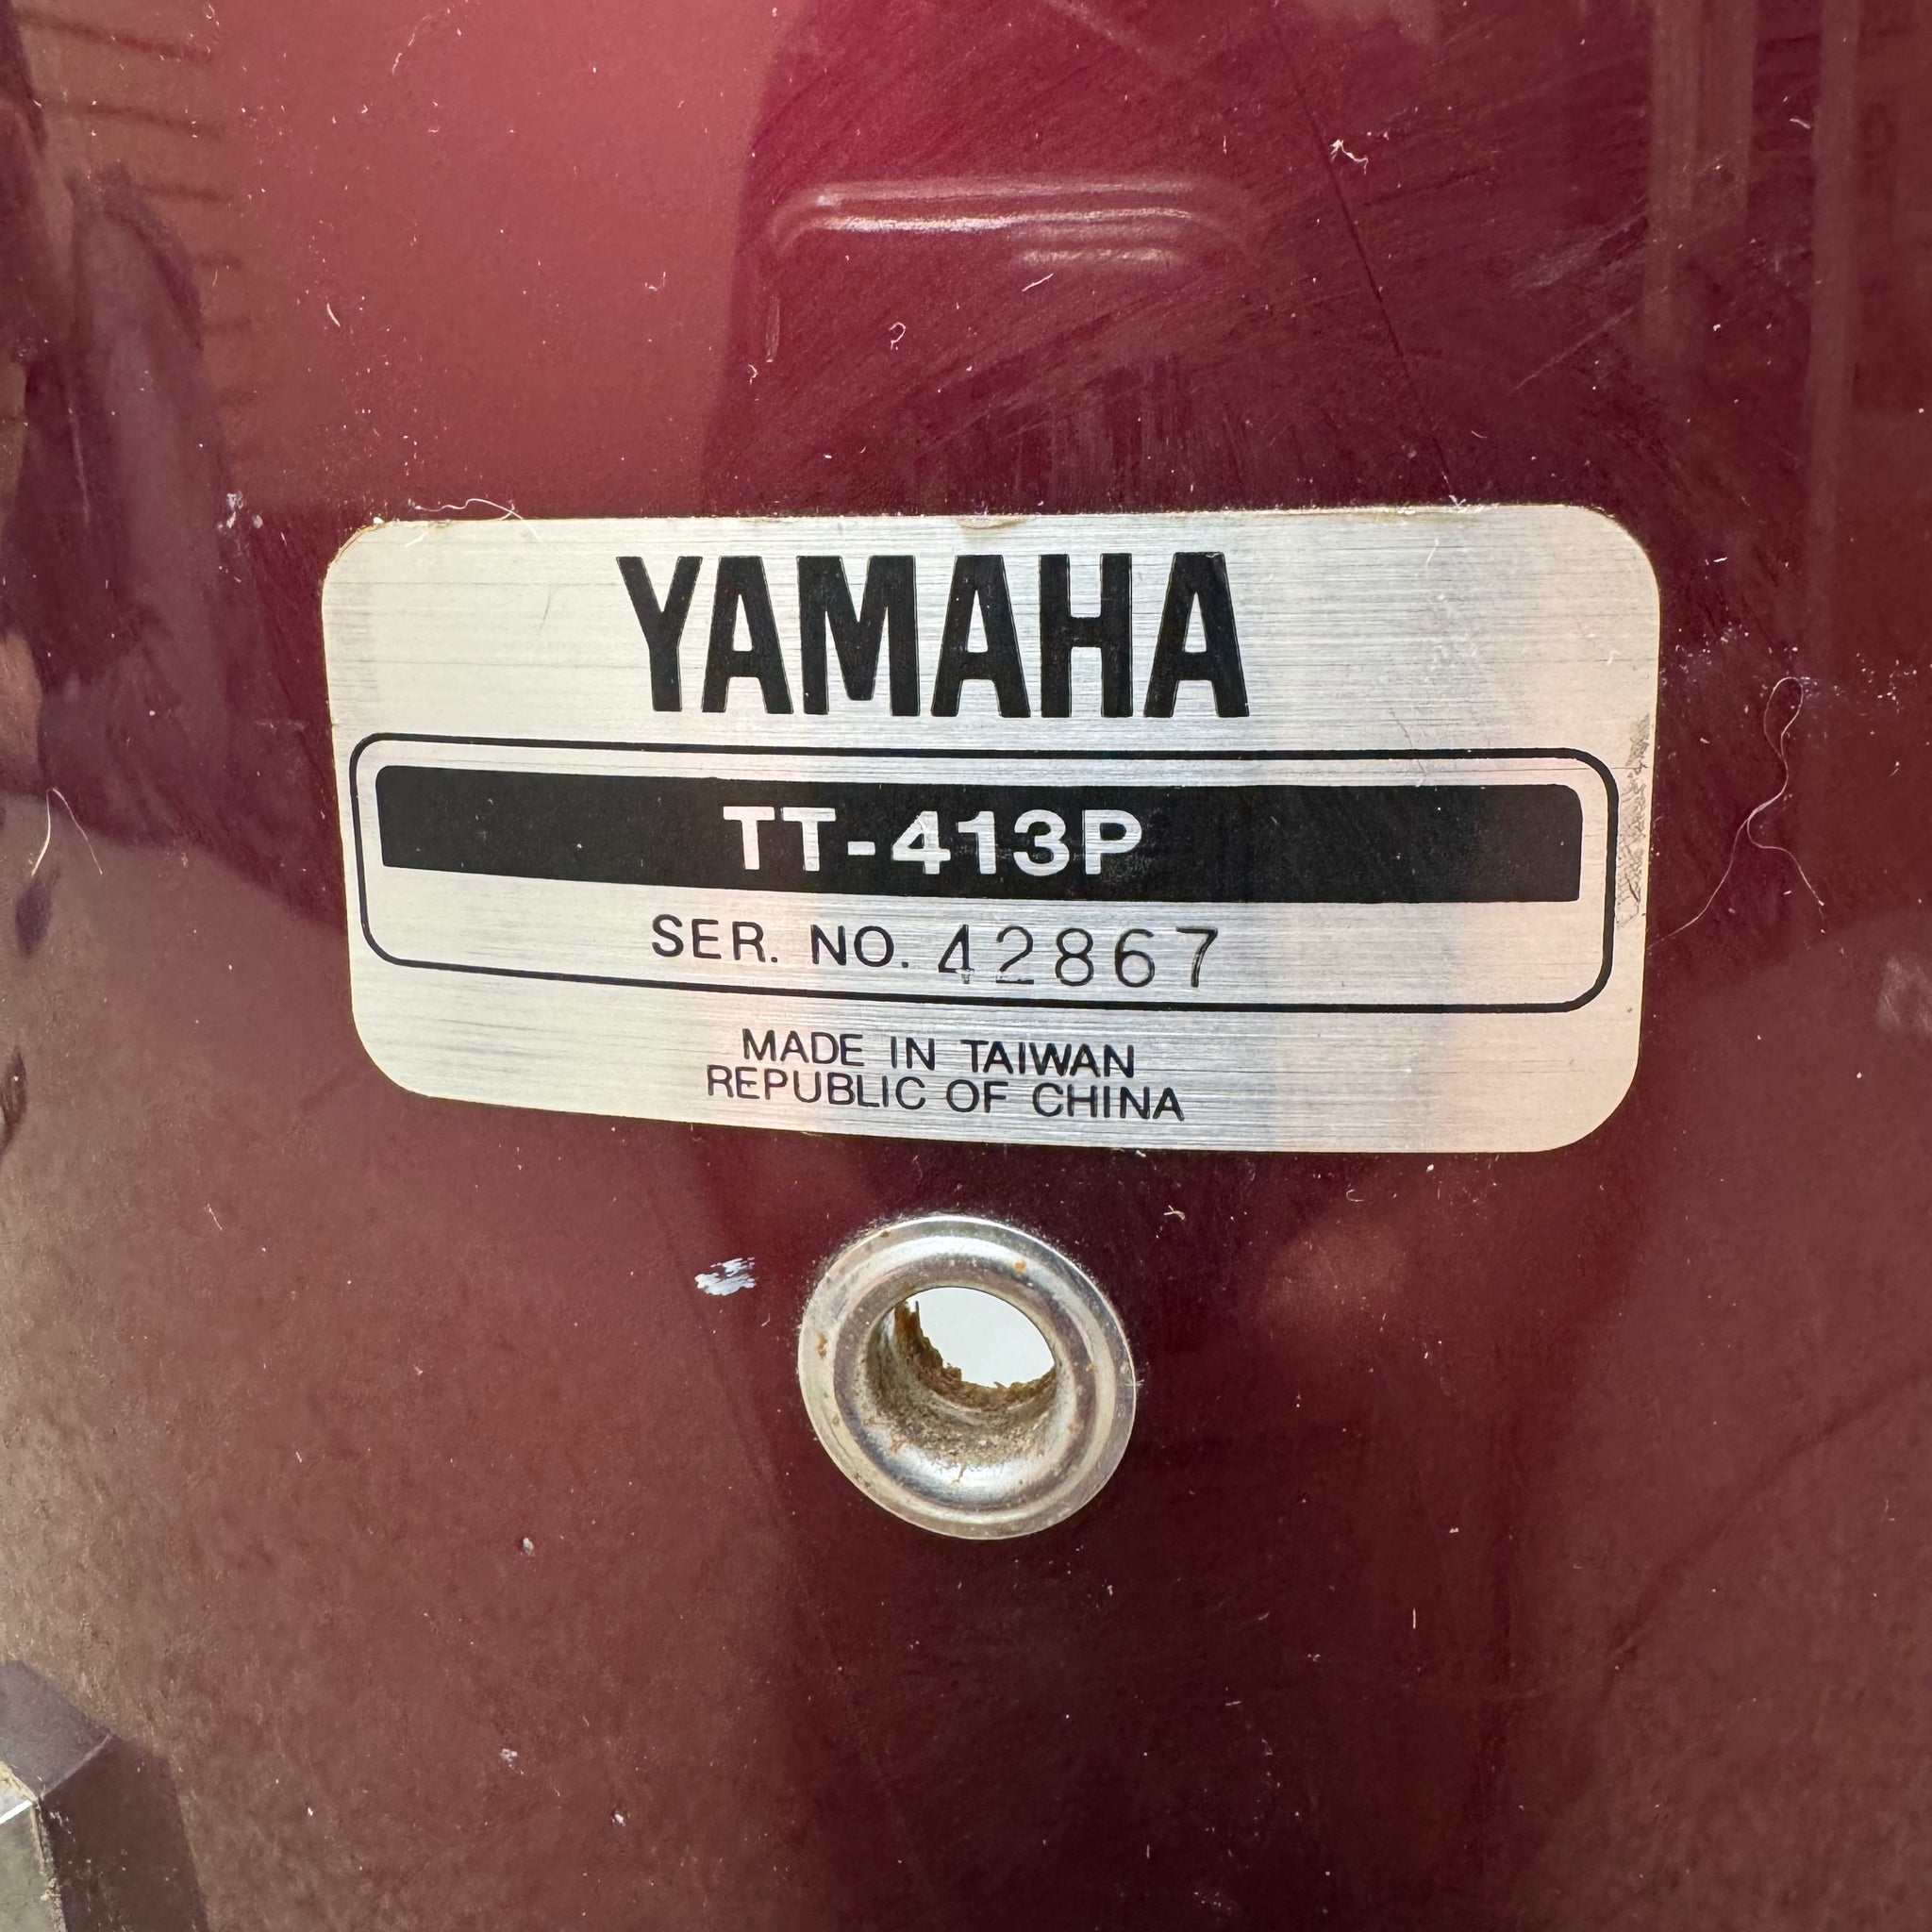 YAMAHA
TT-413P
SER. NO. 42867
MADE IN TAIWAN
REPUBLIC OF CHINA